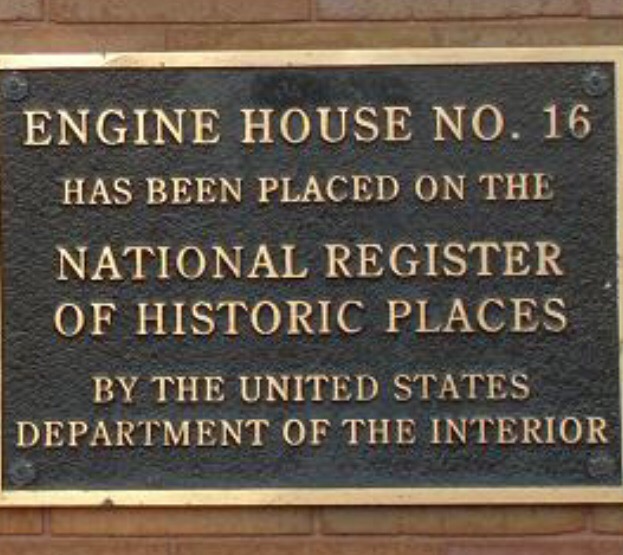 ENGINE HOUSE NO. 16
HAS BEEN PLACED ON THE
NATIONAL REGISTER
OF HISTORIC PLACES
BY THE UNITED STATES
DEPARTMENT OF THE INTERIOR